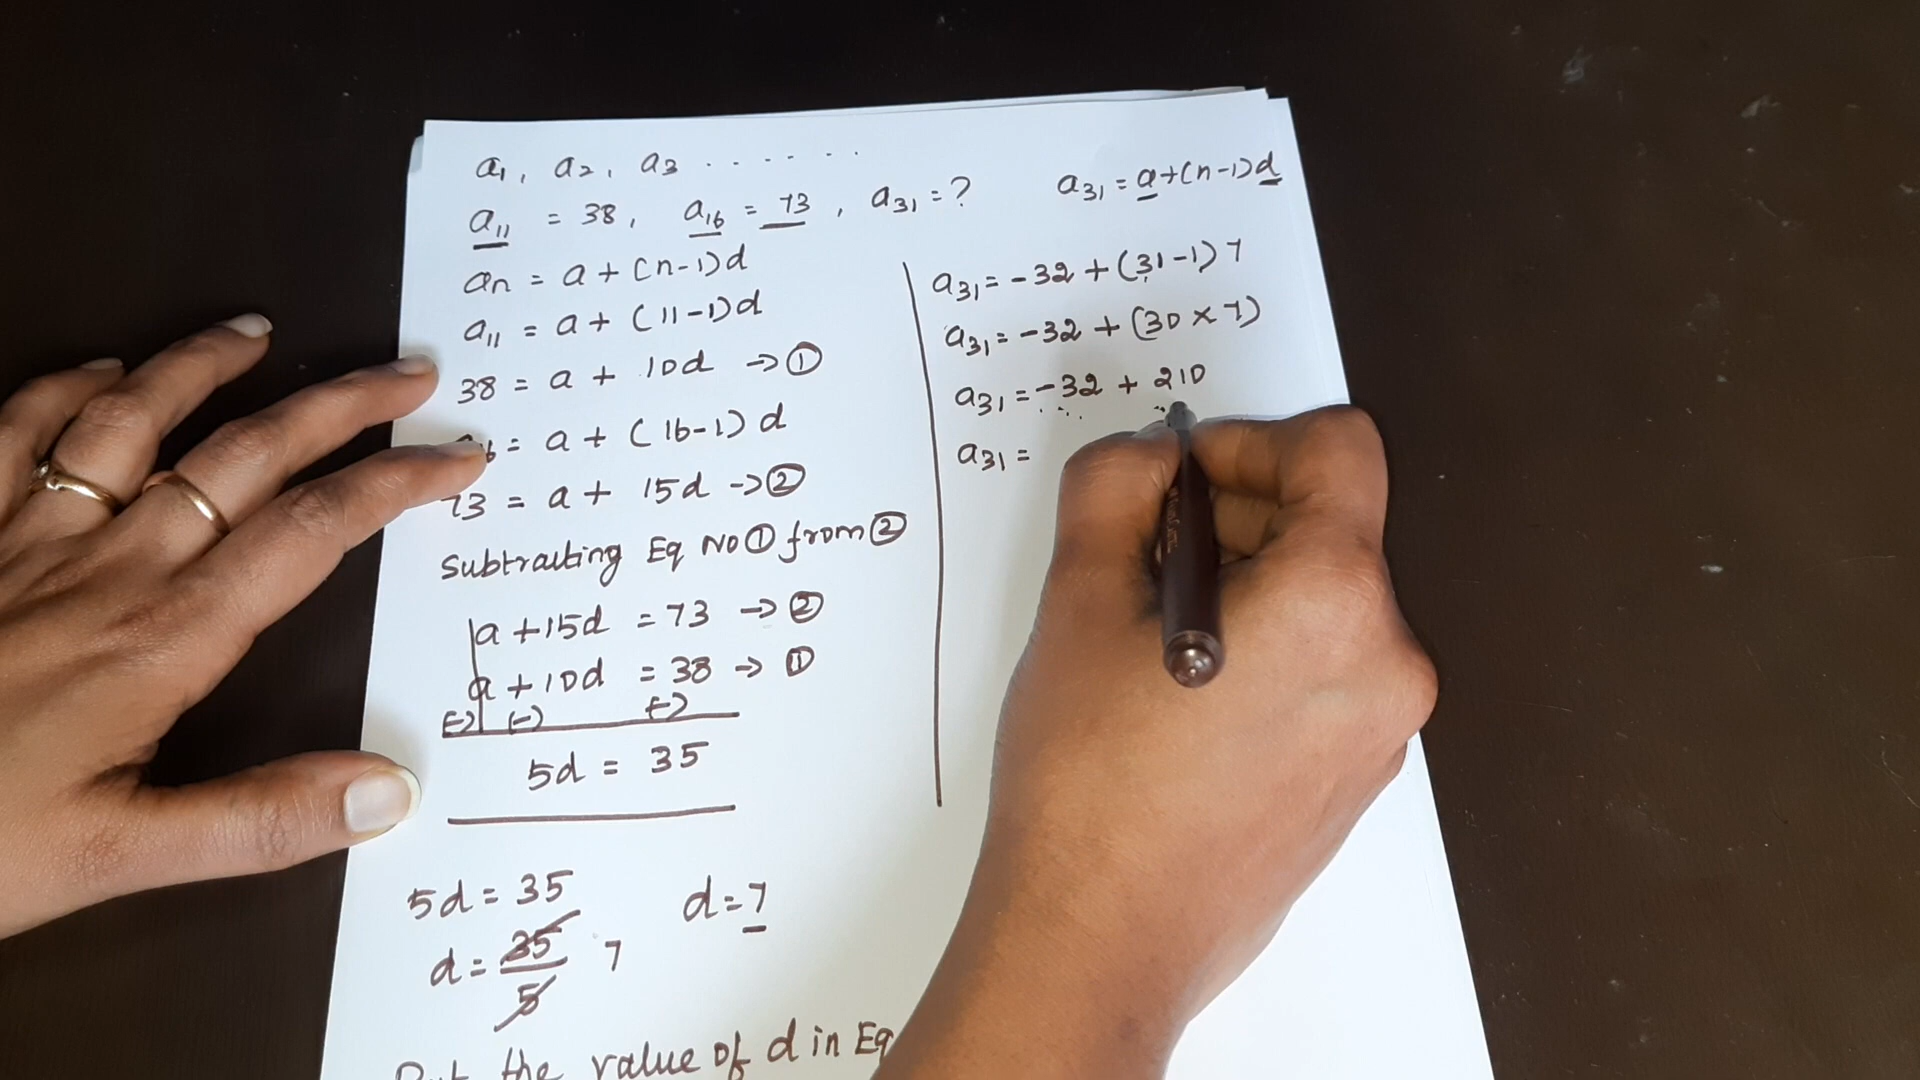 a1, a2, a3 .......
a11 = 38, a16 = 73, a31 = ?
an = a + (n-1)d
a11 = a + (11-1)d
38 = a + 10d → ①
= a + (16-1) d
73 = a + 15d → ②
Subtracting Eq No ① from ②
a + 15d = 73 → ②
a + 10d = 38 → ①
(-) (-) (-)
5d = 35
5d = 35 d = 7
d = 35/5 7
Put the value of d in Eq
a31 = a + (n-1)d
a31 = -32 + (31-1) 7
a31 = -32 + (30 × 7)
a31 = -32 + 210
a31 =